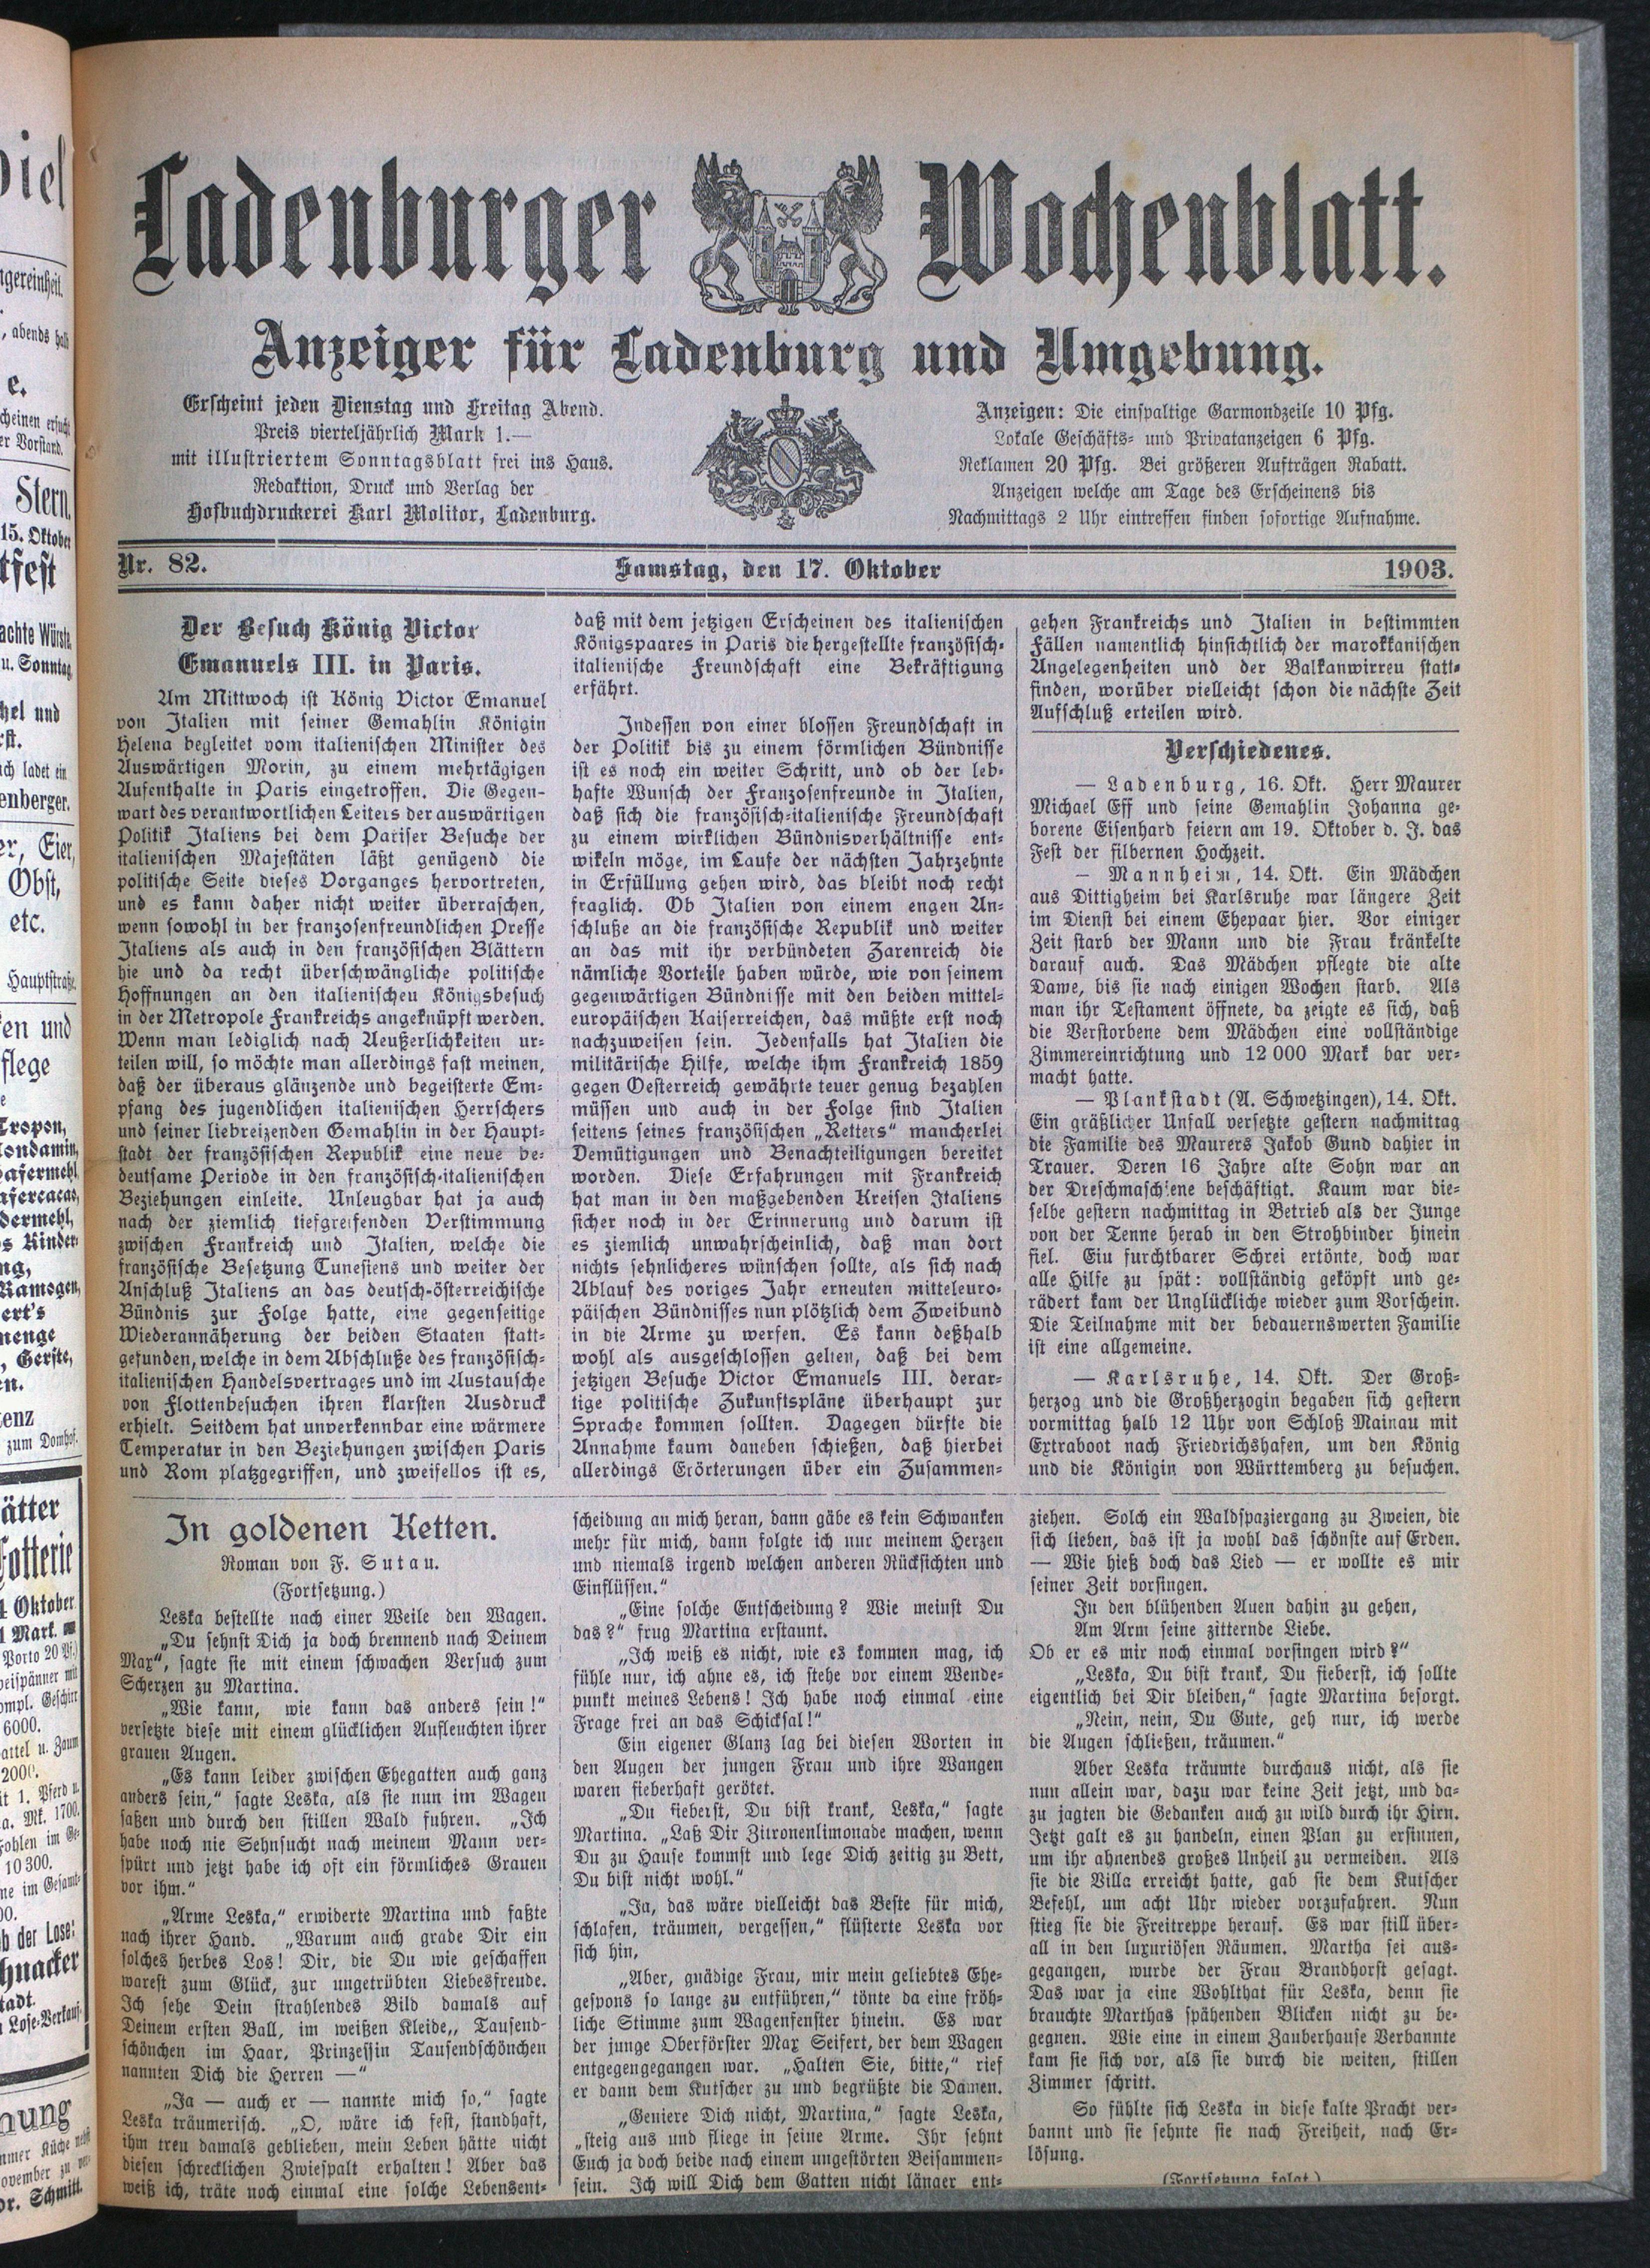 Ladenburger Wochenblatt.
Anzeiger für Ladenburg und Umgebung.
Erscheint jeden Dienstag und Freitag Abend.
Preis vierteljährlich Mark 1.—
mit illustriertem Sonntagsblatt frei ins Haus.
Redaktion, Druck und Verlag der
Hofbuchdruckerei Karl Molitor, Ladenburg.
Anzeigen: Die einspaltige Garmondzeile 10 Pfg.
Lokale Geschäfts- und Privatanzeigen 6 Pfg.
Reklamen 20 Pfg. Bei größeren Aufträgen Rabatt.
Anzeigen welche am Tage des Erscheinens bis
Nachmittags 2 Uhr eintreffen finden sofortige Aufnahme.
Nr. 82. Samstag, den 17. Oktober 1903.
Der Besuch König Victor
Emanuels III. in Paris.
Am Mittwoch ist König Victor Emanuel
von Italien mit seiner Gemahlin Königin
Helena begleitet vom italienischen Minister des
Auswärtigen Morin, zu einem mehrtägigen
Aufenthalte in Paris eingetroffen. Die Gegen-
wart des verantwortlichen Leiters der auswärtigen
Politik Italiens bei dem Pariser Besuche der
italienischen Majestäten läßt genügend die
politische Seite dieses Vorganges hervortreten,
und es kann daher nicht weiter überraschen,
wenn sowohl in der franzosenfreundlichen Presse
Italiens als auch in den französischen Blättern
hie und da recht überschwängliche politische
Hoffnungen an den italienischeu Königsbesuch
in der Metropole Frankreichs angeknüpft werden.
Wenn man lediglich nach Aeußerlichkeiten ur-
teilen will, so möchte man allerdings fast meinen,
daß der überaus glänzende und begeisterte Em-
pfang des jugendlichen italienischen Herrschers
und seiner liebreizenden Gemahlin in der Haupt-
stadt der französischen Republik eine neue be-
deutsame Periode in den französisch-italienischen
Beziehungen einleite. Unleugbar hat ja auch
nach der ziemlich tiefgreifenden Verstimmung
zwischen Frankreich und Italien, welche die
französische Besetzung Tunesiens und weiter der
Anschluß Italiens an das deutsch-österreichische
Bündnis zur Folge hatte, eine gegenseitige
Wiederannäherung der beiden Staaten statt-
gefunden, welche in dem Abschluße des französisch-
italienischen Handelsvertrages und im Austausche
von Flottenbesuchen ihren klarsten Ausdruck
erhielt. Seitdem hat unverkennbar eine wärmere
Temperatur in den Beziehungen zwischen Paris
und Rom platzgegriffen, und zweifellos ist es,
daß mit dem jetzigen Erscheinen des italienischen
Königspaares in Paris die hergestellte französisch-
italienische Freundschaft eine Bekräftigung
erfährt.
Indessen von einer blossen Freundschaft in
der Politik bis zu einem förmlichen Bündnisse
ist es noch ein weiter Schritt, und ob der leb-
hafte Wunsch der Franzosenfreunde in Italien,
daß sich die französisch-italienische Freundschaft
zu einem wirklichen Bündnisverhältnisse ent-
wikeln möge, im Laufe der nächsten Jahrzehnte
in Erfüllung gehen wird, das bleibt noch recht
fraglich. Ob Italien von einem engen An-
schluße an die französische Republik und weiter
an das mit ihr verbündeten Zarenreich die
nämliche Vorteile haben würde, wie von seinem
gegenwärtigen Bündnisse mit den beiden mittel-
europäischen Kaiserreichen, das müßte erst noch
nachzuweisen sein. Jedenfalls hat Italien die
militärische Hilfe, welche ihm Frankreich 1859
gegen Oesterreich gewährte teuer genug bezahlen
müssen und auch in der Folge sind Italien
seitens seines französischen „Retters“ mancherlei
Demütigungen und Benachteiligungen bereitet
worden. Diese Erfahrungen mit Frankreich
hat man in den maßgebenden Kreisen Italiens
sicher noch in der Erinnerung und darum ist
es ziemlich unwahrscheinlich, daß man dort
nichts sehnlicheres wünschen sollte, als sich nach
Ablauf des voriges Jahr erneuten mitteleuro-
päischen Bündnisses nun plötzlich dem Zweibund
in die Arme zu werfen. Es kann deßhalb
wohl als ausgeschlossen gelten, daß bei dem
jetzigen Besuche Victor Emanuels III. derar-
tige politische Zukunftspläne überhaupt zur
Sprache kommen sollten. Dagegen dürfte die
Annahme kaum daneben schießen, daß hierbei
allerdings Erörterungen über ein Zusammen-
gehen Frankreichs und Italien in bestimmten
Fällen namentlich hinsichtlich der marokkanischen
Angelegenheiten und der Balkanwirreu statt-
finden, worüber vielleicht schon die nächste Zeit
Aufschluß erteilen wird.
Verschiedenes.
— Ladenburg, 16. Okt. Herr Maurer
Michael Eff und seine Gemahlin Johanna ge-
borene Eisenhard feiern am 19. Oktober d. J. das
Fest der silbernen Hochzeit.
— Mannheim, 14. Okt. Ein Mädchen
aus Dittigheim bei Karlsruhe war längere Zeit
im Dienst bei einem Ehepaar hier. Vor einiger
Zeit starb der Mann und die Frau kränkelte
darauf auch. Das Mädchen pflegte die alte
Dame, bis sie nach einigen Wochen starb. Als
man ihr Testament öffnete, da zeigte es sich, daß
die Verstorbene dem Mädchen eine vollständige
Zimmereinrichtung und 12 000 Mark bar ver-
macht hatte.
— Plankstadt (A. Schwetzingen), 14. Okt.
Ein gräßlicher Unfall versetzte gestern nachmittag
die Familie des Maurers Jakob Gund dahier in
Trauer. Deren 16 Jahre alte Sohn war an
der Dreschmaschiene beschäftigt. Kaum war die-
selbe gestern nachmittag in Betrieb als der Junge
von der Tenne herab in den Strohbinder hinein
fiel. Eiu furchtbarer Schrei ertönte, doch war
alle Hilfe zu spät: vollständig geköpft und ge-
rädert kam der Unglückliche wieder zum Vorschein.
Die Teilnahme mit der bedauernswerten Familie
ist eine allgemeine.
— Karlsruhe, 14. Okt. Der Groß-
herzog und die Großherzogin begaben sich gestern
vormittag halb 12 Uhr von Schloß Mainau mit
Extraboot nach Friedrichshafen, um den König
und die Königin von Württemberg zu besuchen.
In goldenen Ketten.
Roman von F. Sutau.
(Fortsetzung.)
Leska bestellte nach einer Weile den Wagen.
„Du sehnst Dich ja doch brennend nach Deinem
Max“, sagte sie mit einem schwachen Versuch zum
Scherzen zu Martina.
„Wie kann, wie kann das anders sein!“
versetzte diese mit einem glücklichen Aufleuchten ihrer
grauen Augen.
„Es kann leider zwischen Ehegatten auch ganz
anders sein,“ sagte Leska, als sie nun im Wagen
saßen und durch den stillen Wald fuhren. „Ich
habe noch nie Sehnsucht nach meinem Mann ver-
spürt und jetzt habe ich oft ein förmliches Grauen
vor ihm.“
„Arme Leska,“ erwiderte Martina und faßte
nach ihrer Hand. „Warum auch grade Dir ein
solches herbes Los! Dir, die Du wie geschaffen
warest zum Glück, zur ungetrübten Liebesfreude.
Ich sehe Dein strahlendes Bild damals auf
Deinem ersten Ball, im weißen Kleide,, Tausend-
schönchen im Haar, Prinzessin Tausendschönchen
nannten Dich die Herren —“
„Ja — auch er — nannte mich so,“ sagte
Leska träumerisch. „O, wäre ich fest, standhaft,
ihm treu damals geblieben, mein Leben hätte nicht
diesen schrecklichen Zwiespalt erhalten! Aber das
weiß ich, träte noch einmal eine solche Lebensent-
scheidung an mich heran, dann gäbe es kein Schwanken
mehr für mich, dann folgte ich nur meinem Herzen
und niemals irgend welchen anderen Rücksichten und
Einflüssen.“
„Eine solche Entscheidung? Wie meinst Du
das?“ frug Martina erstaunt.
„Ich weiß es nicht, wie es kommen mag, ich
fühle nur, ich ahne es, ich stehe vor einem Wende-
punkt meines Lebens! Ich habe noch einmal eine
Frage frei an das Schicksal!“
Ein eigener Glanz lag bei diesen Worten in
den Augen der jungen Frau und ihre Wangen
waren fieberhaft gerötet.
„Du fieberst, Du bist krank, Leska,“ sagte
Martina. „Laß Dir Zitronenlimonade machen, wenn
Du zu Hause kommst und lege Dich zeitig zu Bett,
Du bist nicht wohl.“
„Ja, das wäre vielleicht das Beste für mich,
schlafen, träumen, vergessen,“ flüsterte Leska vor
sich hin,
„Aber, gnädige Frau, mir mein geliebtes Ehe-
gespons so lange zu entführen,“ tönte da eine fröh-
liche Stimme zum Wagenfenster hinein. Es war
der junge Oberförster Max Seifert, der dem Wagen
entgegengegangen war. „Halten Sie, bitte,“ rief
er dann dem Kutscher zu und begrüßte die Damen.
„Geniere Dich nicht, Martina,“ sagte Leska,
„steig aus und fliege in seine Arme. Ihr sehnt
Euch ja doch beide nach einem ungestörten Beisammen-
sein. Ich will Dich dem Gatten nicht länger ent-
ziehen. Solch ein Waldspaziergang zu Zweien, die
sich lieben, das ist ja wohl das schönste auf Erden.
— Wie hieß doch das Lied — er wollte es mir
seiner Zeit vorsingen.
In den blühenden Auen dahin zu gehen,
Am Arm seine zitternde Liebe.
Ob er es mir noch einmal vorsingen wird?“
„Leska, Du bist krank, Du fieberst, ich sollte
eigentlich bei Dir bleiben,“ sagte Martina besorgt.
„Nein, nein, Du Gute, geh nur, ich werde
die Augen schließen, träumen.“
Aber Leska träumte durchaus nicht, als sie
nun allein war, dazu war keine Zeit jetzt, und da-
zu jagten die Gedanken auch zu wild durch ihr Hirn.
Jetzt galt es zu handeln, einen Plan zu ersinnen,
um ihr ahnendes großes Unheil zu vermeiden. Als
sie die Villa erreicht hatte, gab sie dem Kutscher
Befehl, um acht Uhr wieder vorzufahren. Nun
stieg sie die Freitreppe herauf. Es war still über-
all in den luxuriösen Räumen. Martha sei aus-
gegangen, wurde der Frau Brandhorst gesagt.
Das war ja eine Wohlthat für Leska, denn sie
brauchte Marthas spähenden Blicken nicht zu be-
gegnen. Wie eine in einem Zauberhause Verbannte
kam sie sich vor, als sie durch die weiten, stillen
Zimmer schritt.
So fühlte sich Leska in diese kalte Pracht ver-
bannt und sie sehnte sie nach Freiheit, nach Er-
lösung.
(Fortsetzung folgt.)